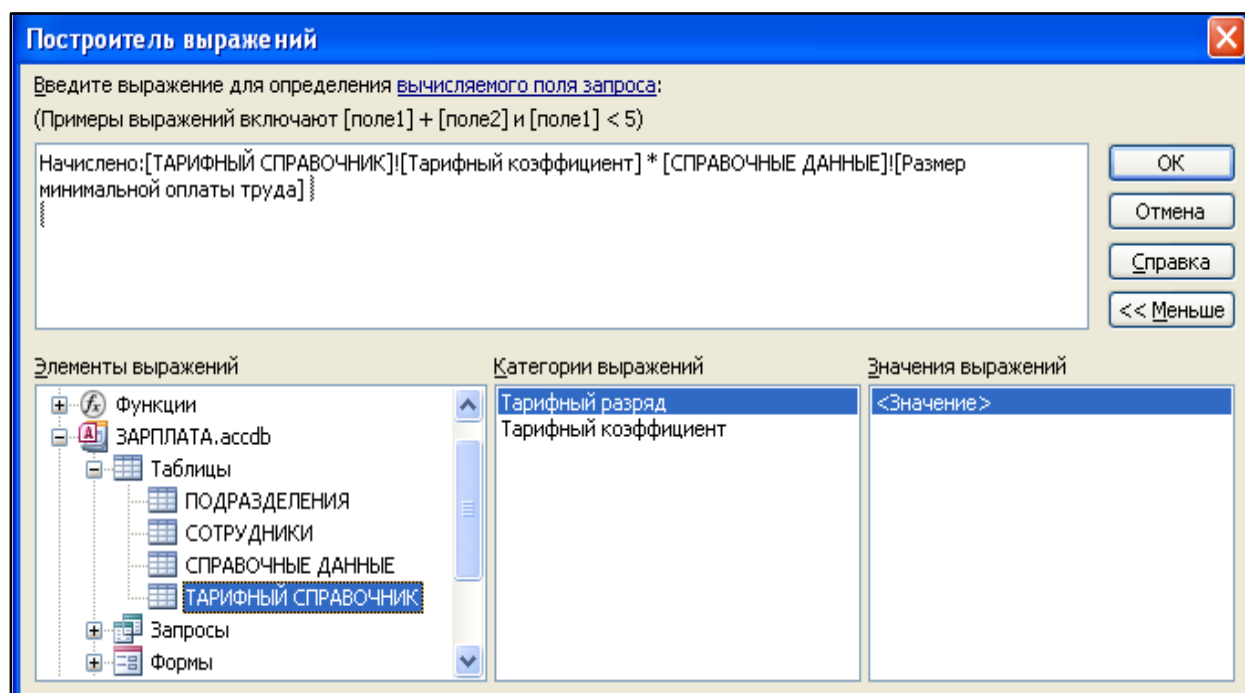 Построитель выражений
Введите выражение для определения вычисляемого поля запроса:
(Примеры выражений включают [поле1] + [поле2] и [поле1] < 5)
Начислено:[ТАРИФНЫЙ СПРАВОЧНИК]![Тарифный коэффициент] * [СПРАВОЧНЫЕ ДАННЫЕ]![Размер
минимальной оплаты труда]
ОК
Отмена
Справка
<< Меньше
Элементы выражений
Функции
ЗАРПЛАТА.accdb
Таблицы
ПОДРАЗДЕЛЕНИЯ
СОТРУДНИКИ
СПРАВОЧНЫЕ ДАННЫЕ
ТАРИФНЫЙ СПРАВОЧНИК
Запросы
Формы
Категории выражений
Тарифный разряд
Тарифный коэффициент
Значения выражений
<Значение>